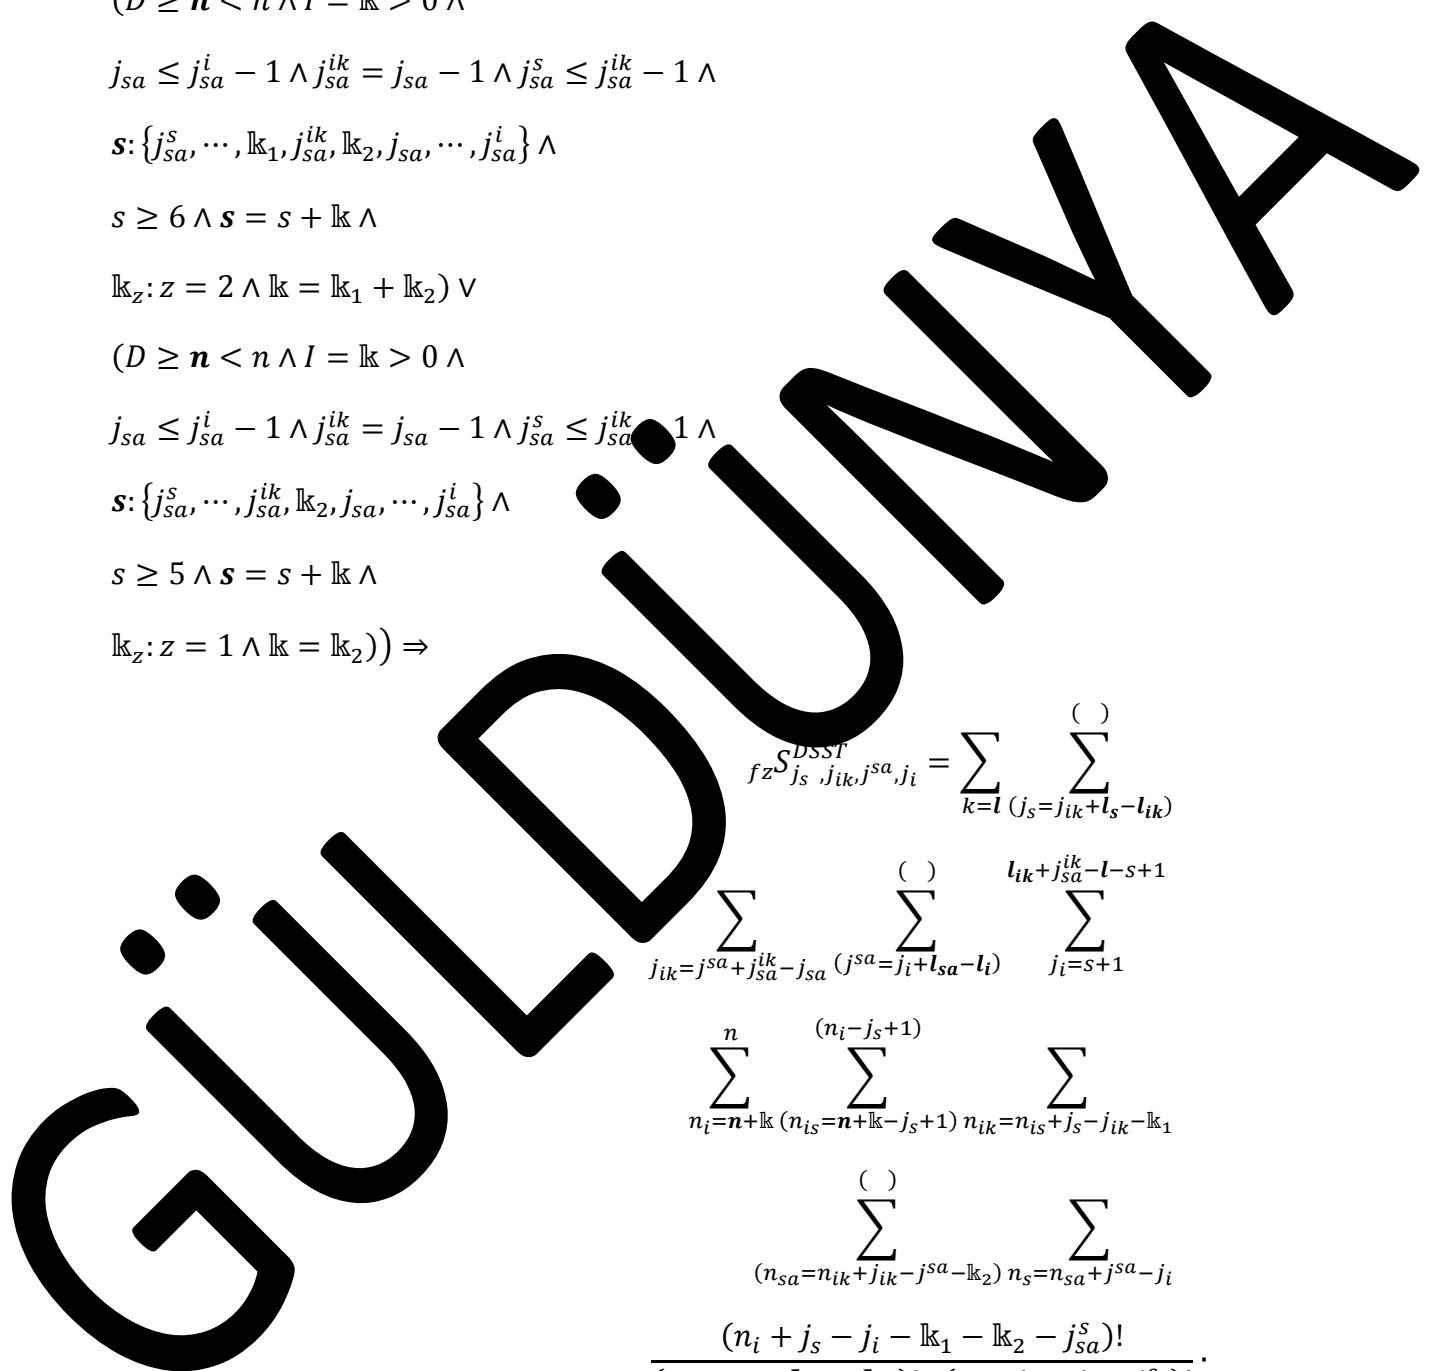 (D ≥ n < n ∧ I = 𝕜 > 0 ∧
j_{sa} ≤ j_{sa}^{i} − 1 ∧ j_{sa}^{ik} = j_{sa} − 1 ∧ j_{sa}^{s} ≤ j_{sa}^{ik} − 1 ∧
s: {j_{sa}^{s}, ⋯ , 𝕜_1, j_{sa}^{ik}, 𝕜_2, j_{sa}, ⋯ , j_{sa}^{i}} ∧
s ≥ 6 ∧ s = s + 𝕜 ∧
𝕜_z: z = 2 ∧ 𝕜 = 𝕜_1 + 𝕜_2) ∨
(D ≥ n < n ∧ I = 𝕜 > 0 ∧
j_{sa} ≤ j_{sa}^{i} − 1 ∧ j_{sa}^{ik} = j_{sa} − 1 ∧ j_{sa}^{s} ≤ j_{sa}^{ik} 1 ∧
s: {j_{sa}^{s}, ⋯ , j_{sa}^{ik}, 𝕜_2, j_{sa}, ⋯ , j_{sa}^{i}} ∧
s ≥ 5 ∧ s = s + 𝕜 ∧
𝕜_z: z = 1 ∧ 𝕜 = 𝕜_2)) ⇒
_{fz}S_{j_s ,j_{ik},j^{sa},j_i}^{DSST} = ∑_{k=l} ∑_{(j_s=j_{ik}+l_s−l_{ik})}^{( )}
∑_{j_{ik}=j^{sa}+j_{sa}^{ik}−j_{sa}} ∑_{(j^{sa}=j_i+l_{sa}−l_i)}^{( )} ∑_{j_i=s+1}^{l_{ik}+j_{sa}^{ik}−l−s+1}
∑_{n_i=n+𝕜}^{n} ∑_{(n_{is}=n+𝕜−j_s+1)}^{(n_i−j_s+1)} ∑_{n_{ik}=n_{is}+j_s−j_{ik}−𝕜_1}
∑_{(n_{sa}=n_{ik}+j_{ik}−j^{sa}−𝕜_2)}^{( )} ∑_{n_s=n_{sa}+j^{sa}−j_i}
(n_i + j_s − j_i − 𝕜_1 − 𝕜_2 − j_{sa}^{s})! .
GÜLDÜNYA